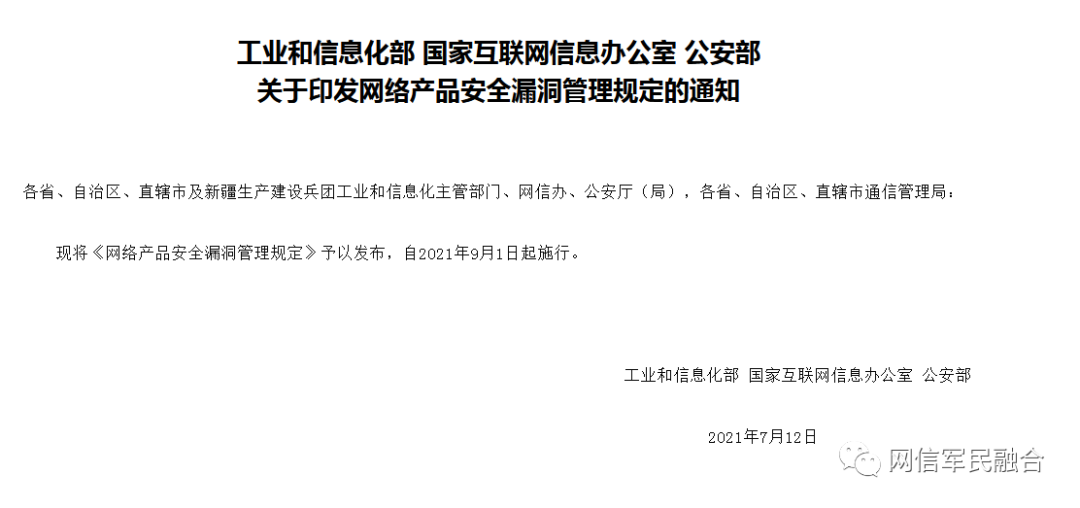 工业和信息化部 国家互联网信息办公室 公安部
关于印发网络产品安全漏洞管理规定的通知
各省、自治区、直辖市及新疆生产建设兵团工业和信息化主管部门、网信办、公安厅（局），各省、自治区、直辖市通信管理局：
现将《网络产品安全漏洞管理规定》予以发布，自2021年9月1日起施行。
工业和信息化部 国家互联网信息办公室 公安部
2021年7月12日
网信军民融合